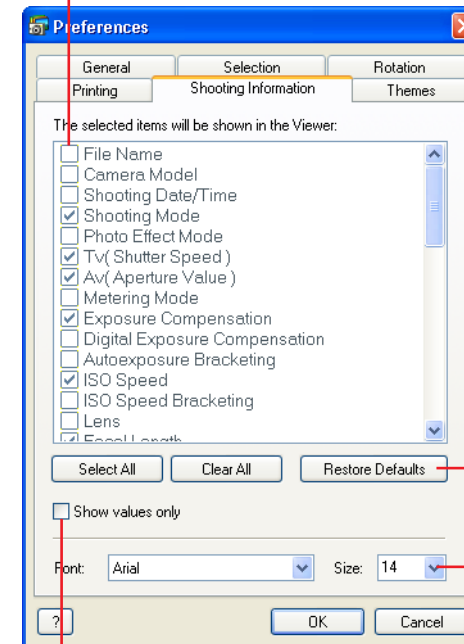 Preferences
General Selection Rotation
Printing Shooting Information Themes
The selected items will be shown in the Viewer:
File Name
Camera Model
Shooting Date/Time
Shooting Mode
Photo Effect Mode
Tv( Shutter Speed )
Av( Aperture Value )
Metering Mode
Exposure Compensation
Digital Exposure Compensation
Autoexposure Bracketing
ISO Speed
ISO Speed Bracketing
Lens
Focal Length
Select All Clear All Restore Defaults
Show values only
Font: Arial Size: 14
? OK Cancel